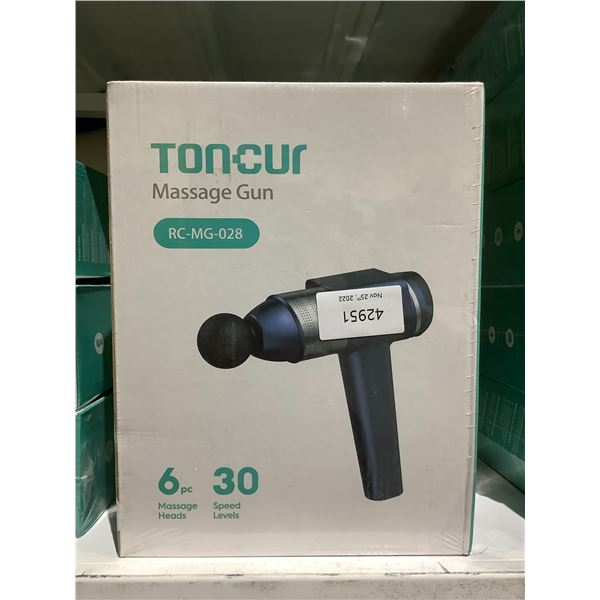 TONCUR
Massage Gun
RC-MG-028
42951
Nov 25th, 2022
6pc
Massage
Heads
30
Speed
Levels